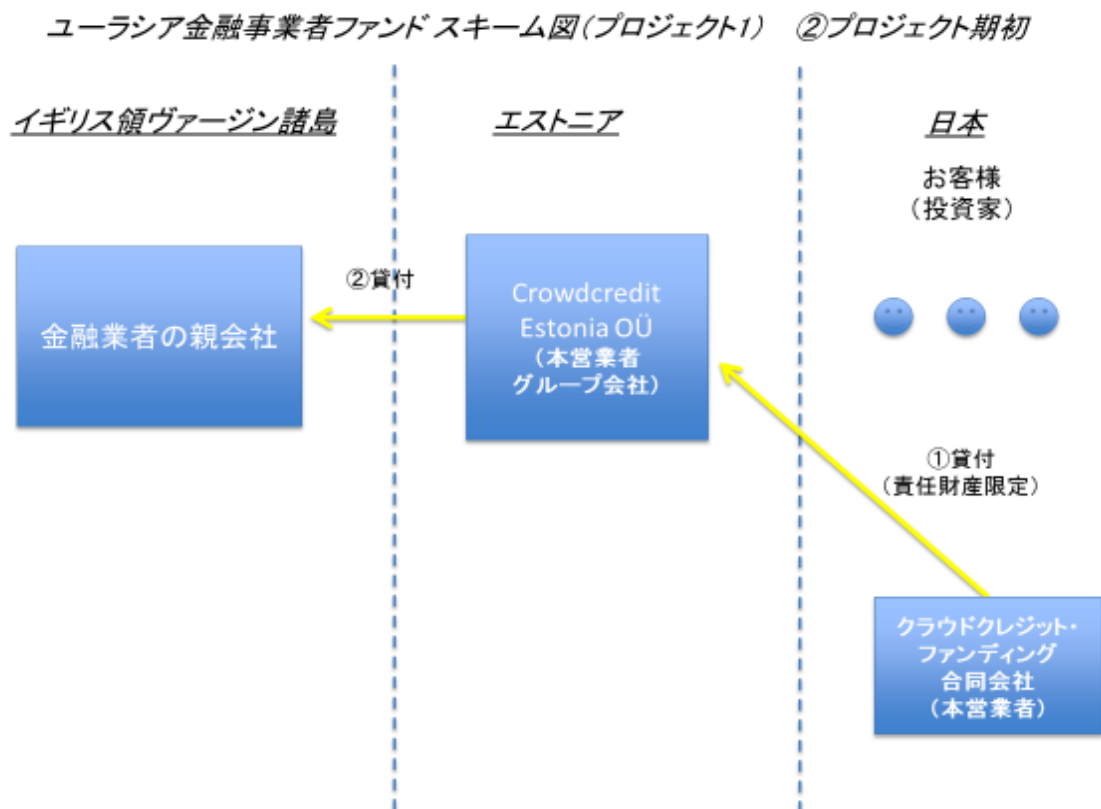 ユーラシア金融事業者ファンド スキーム図(プロジェクト1) ②プロジェクト期初
イギリス領ヴァージン諸島
エストニア
日本
お客様
(投資家)
金融業者の親会社
②貸付
Crowdcredit
Estonia OÜ
(本営業者
グループ会社)
①貸付
(責任財産限定)
クラウドクレジット・
ファンディング
合同会社
(本営業者)